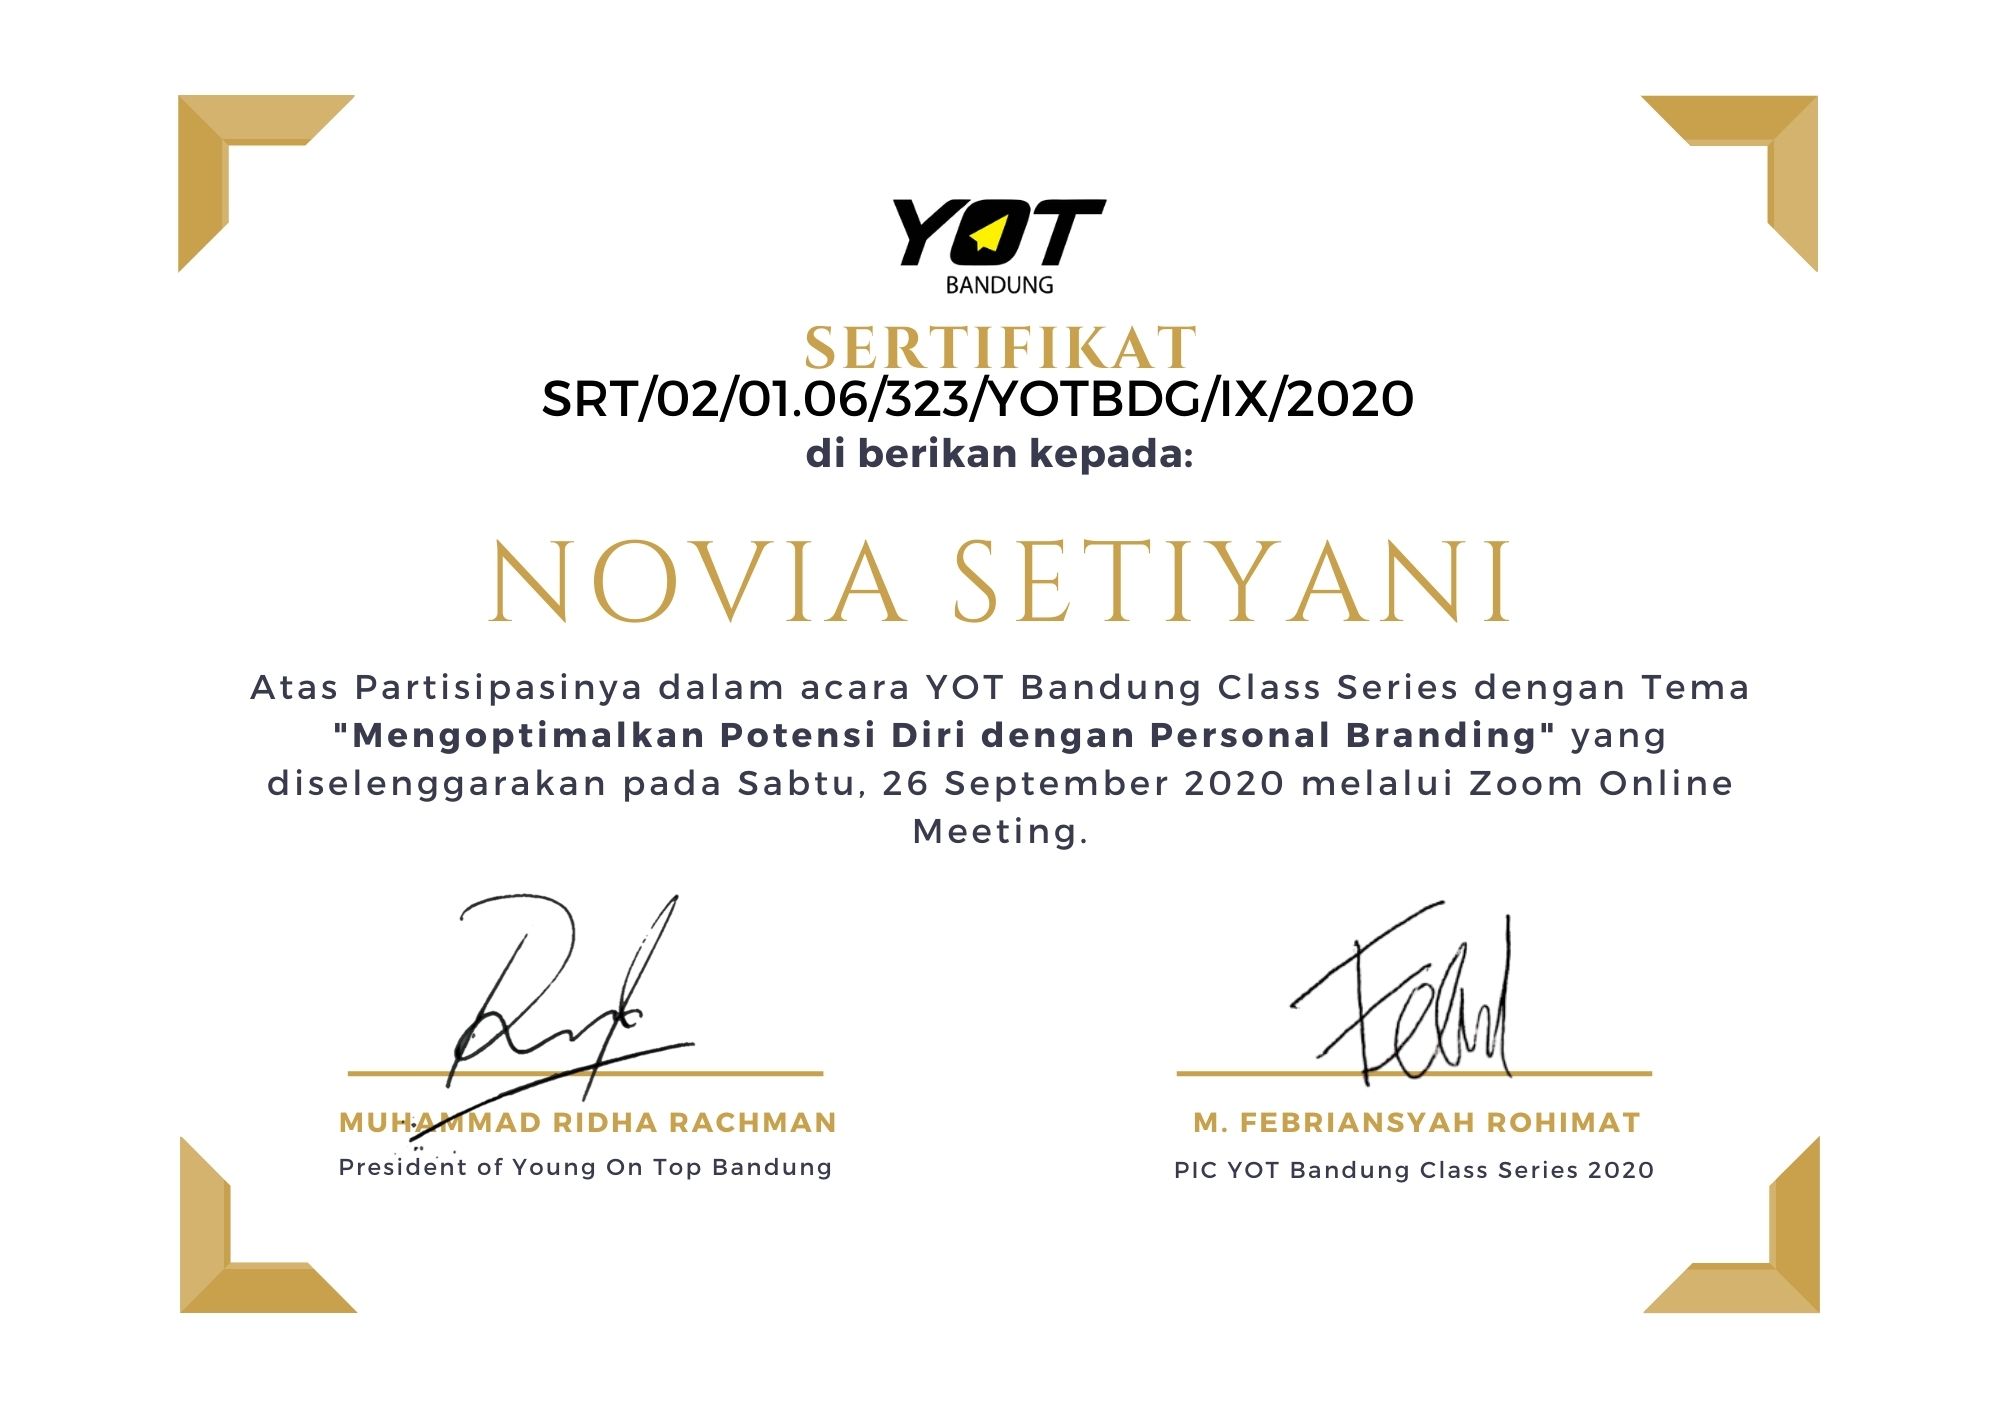 YOT
BANDUNG
SERTIFIKAT
SRT/02/01.06/323/YOTBDG/IX/2020
di berikan kepada:
NOVIA SETIYANI
Atas Partisipasinya dalam acara YOT Bandung Class Series dengan Tema
"Mengoptimalkan Potensi Diri dengan Personal Branding" yang
diselenggarakan pada Sabtu, 26 September 2020 melalui Zoom Online
Meeting.
MUHAMMAD RIDHA RACHMAN
President of Young On Top Bandung
M. FEBRIANSYAH ROHIMAT
PIC YOT Bandung Class Series 2020